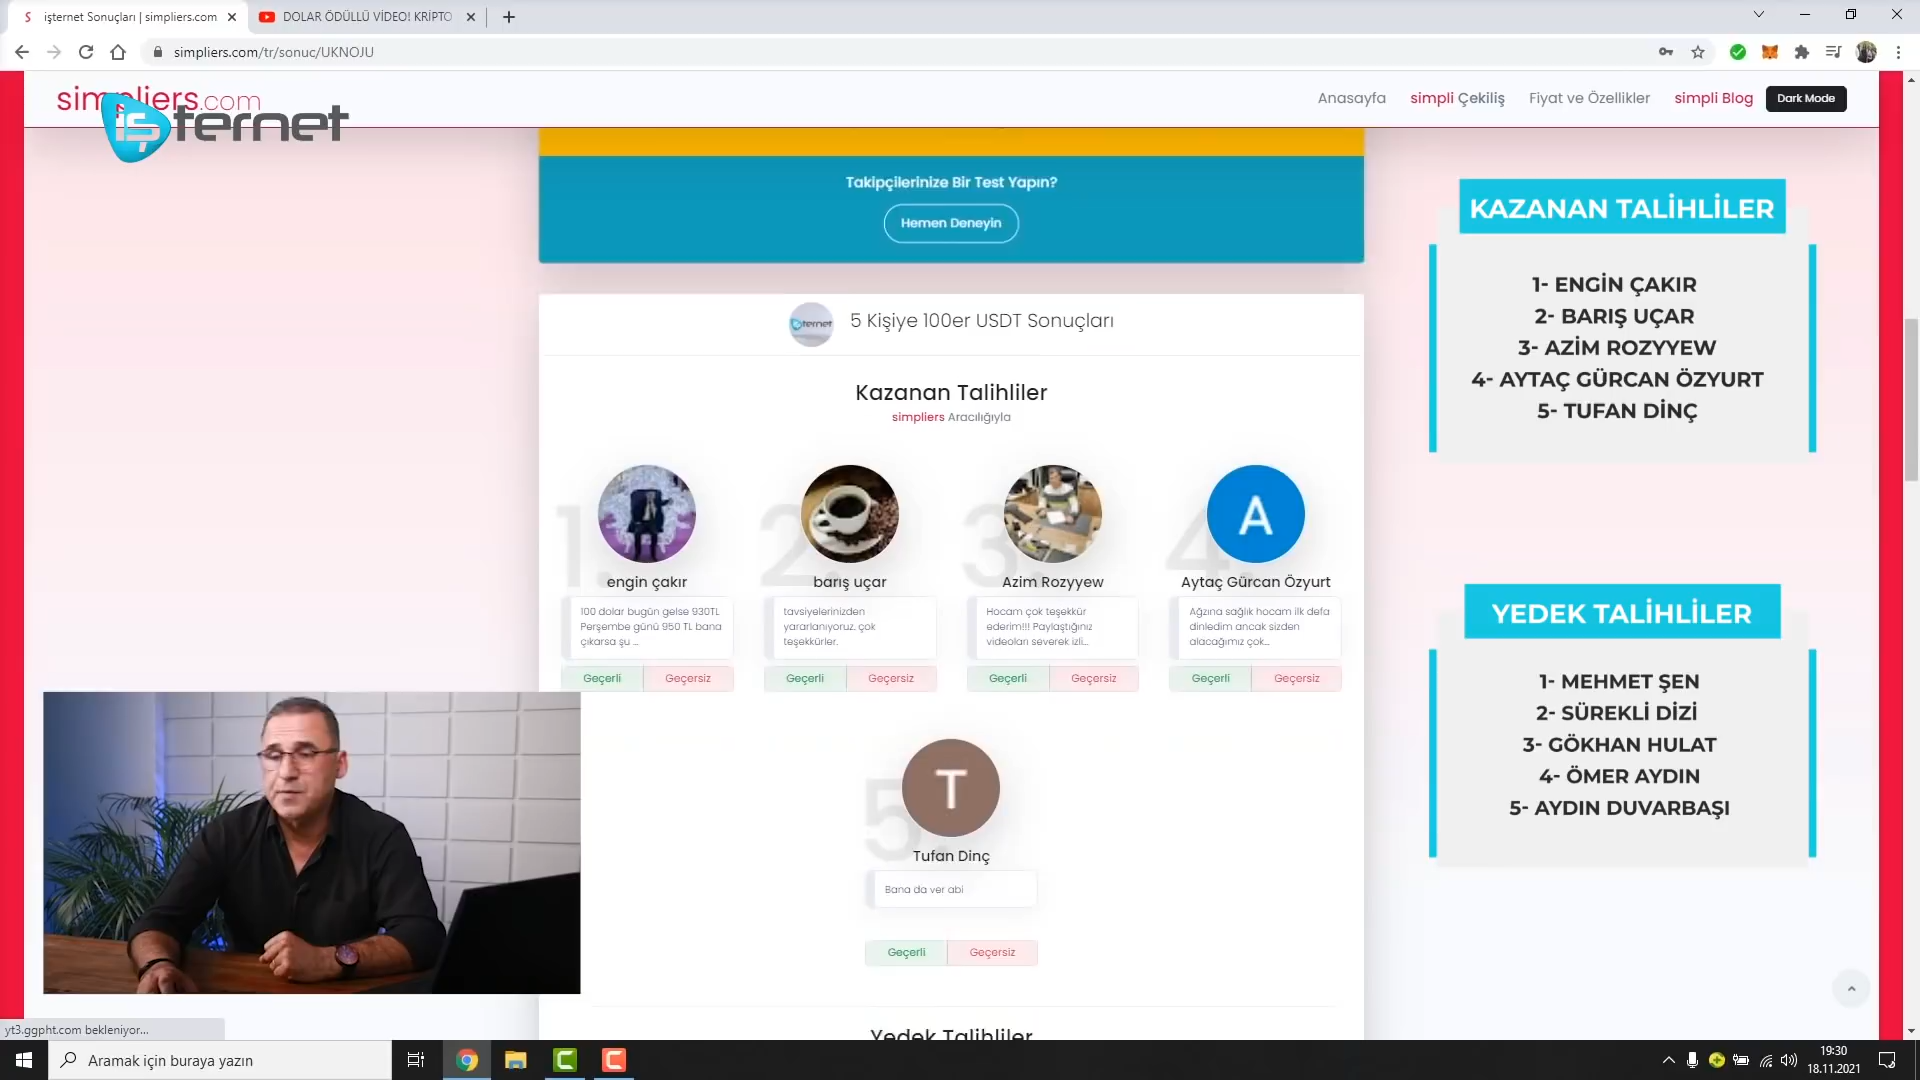 işternet Sonuçları | simpliers.com
DOLAR ÖDÜLLÜ VİDEO! KRİPTO
simpliers.com/tr/sonuc/UKNOJU
simpliers.com
işternet
Anasayfa
simpli Çekiliş
Fiyat ve Özellikler
simpli Blog
Dark Mode
Takipçilerinize Bir Test Yapın?
Hemen Deneyin
işternet
5 Kişiye 100er USDT Sonuçları
Kazanan Talihliler
simpliers Aracılığıyla
1.
engin çakır
100 dolar bugün gelse 930TL
Perşembe günü 950 TL bana
çıkarsa şu ...
Geçerli
Geçersiz
2.
barış uçar
tavsiyelerinizden
yararlanıyoruz. çok
teşekkürler.
Geçerli
Geçersiz
3.
Azim Rozyyew
Hocam çok teşekkür
ederim!!! Paylaştığınız
videoları severek izli...
Geçerli
Geçersiz
4.
A
Aytaç Gürcan Özyurt
Ağzına sağlık hocam ilk defa
dinledim ancak sizden
alacağımız çok...
Geçerli
Geçersiz
5.
T
Tufan Dinç
Bana da ver abi
Geçerli
Geçersiz
Yedek Talihliler
KAZANAN TALİHLİLER
1- ENGİN ÇAKIR
2- BARIŞ UÇAR
3- AZİM ROZYYEW
4- AYTAÇ GÜRCAN ÖZYURT
5- TUFAN DİNÇ
YEDEK TALİHLİLER
1- MEHMET ŞEN
2- SÜREKLİ DİZİ
3- GÖKHAN HULAT
4- ÖMER AYDIN
5- AYDIN DUVARBAŞI
yt3.ggpht.com bekleniyor...
Aramak için buraya yazın
19:30
18.11.2021